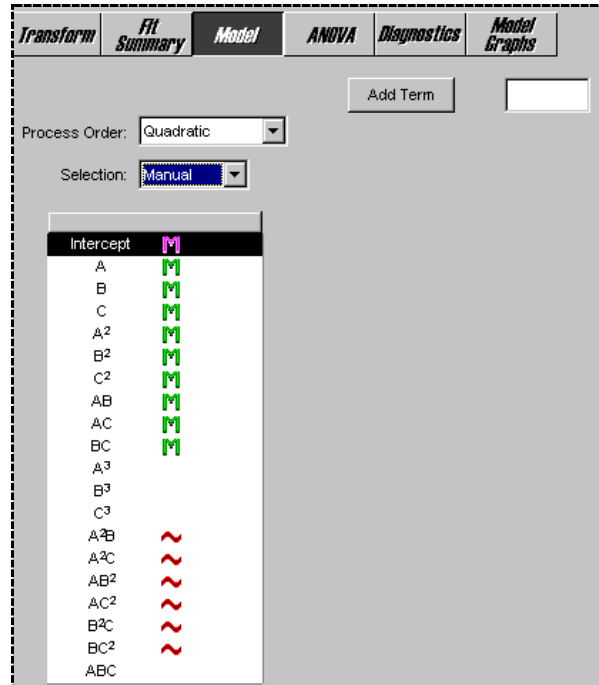 Transform Fit Summary Model ANOVA Diagnostics Model Graphs
Add Term
Process Order: Quadratic
Selection: Manual
Intercept M
A M
B M
C M
A² M
B² M
C² M
AB M
AC M
BC M
A³
B³
C³
A²B ~
A²C ~
AB² ~
AC² ~
B²C ~
BC² ~
ABC